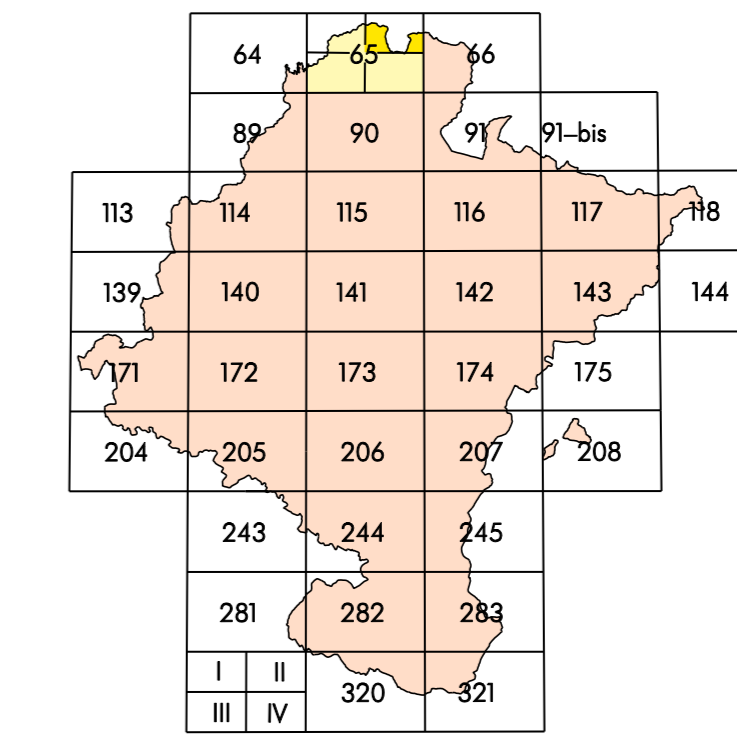 64 65 66
89 90 91 91–bis
113 114 115 116 117 118
139 140 141 142 143 144
171 172 173 174 175
204 205 206 207 208
243 244 245
281 282 283
I II
320 321
III IV